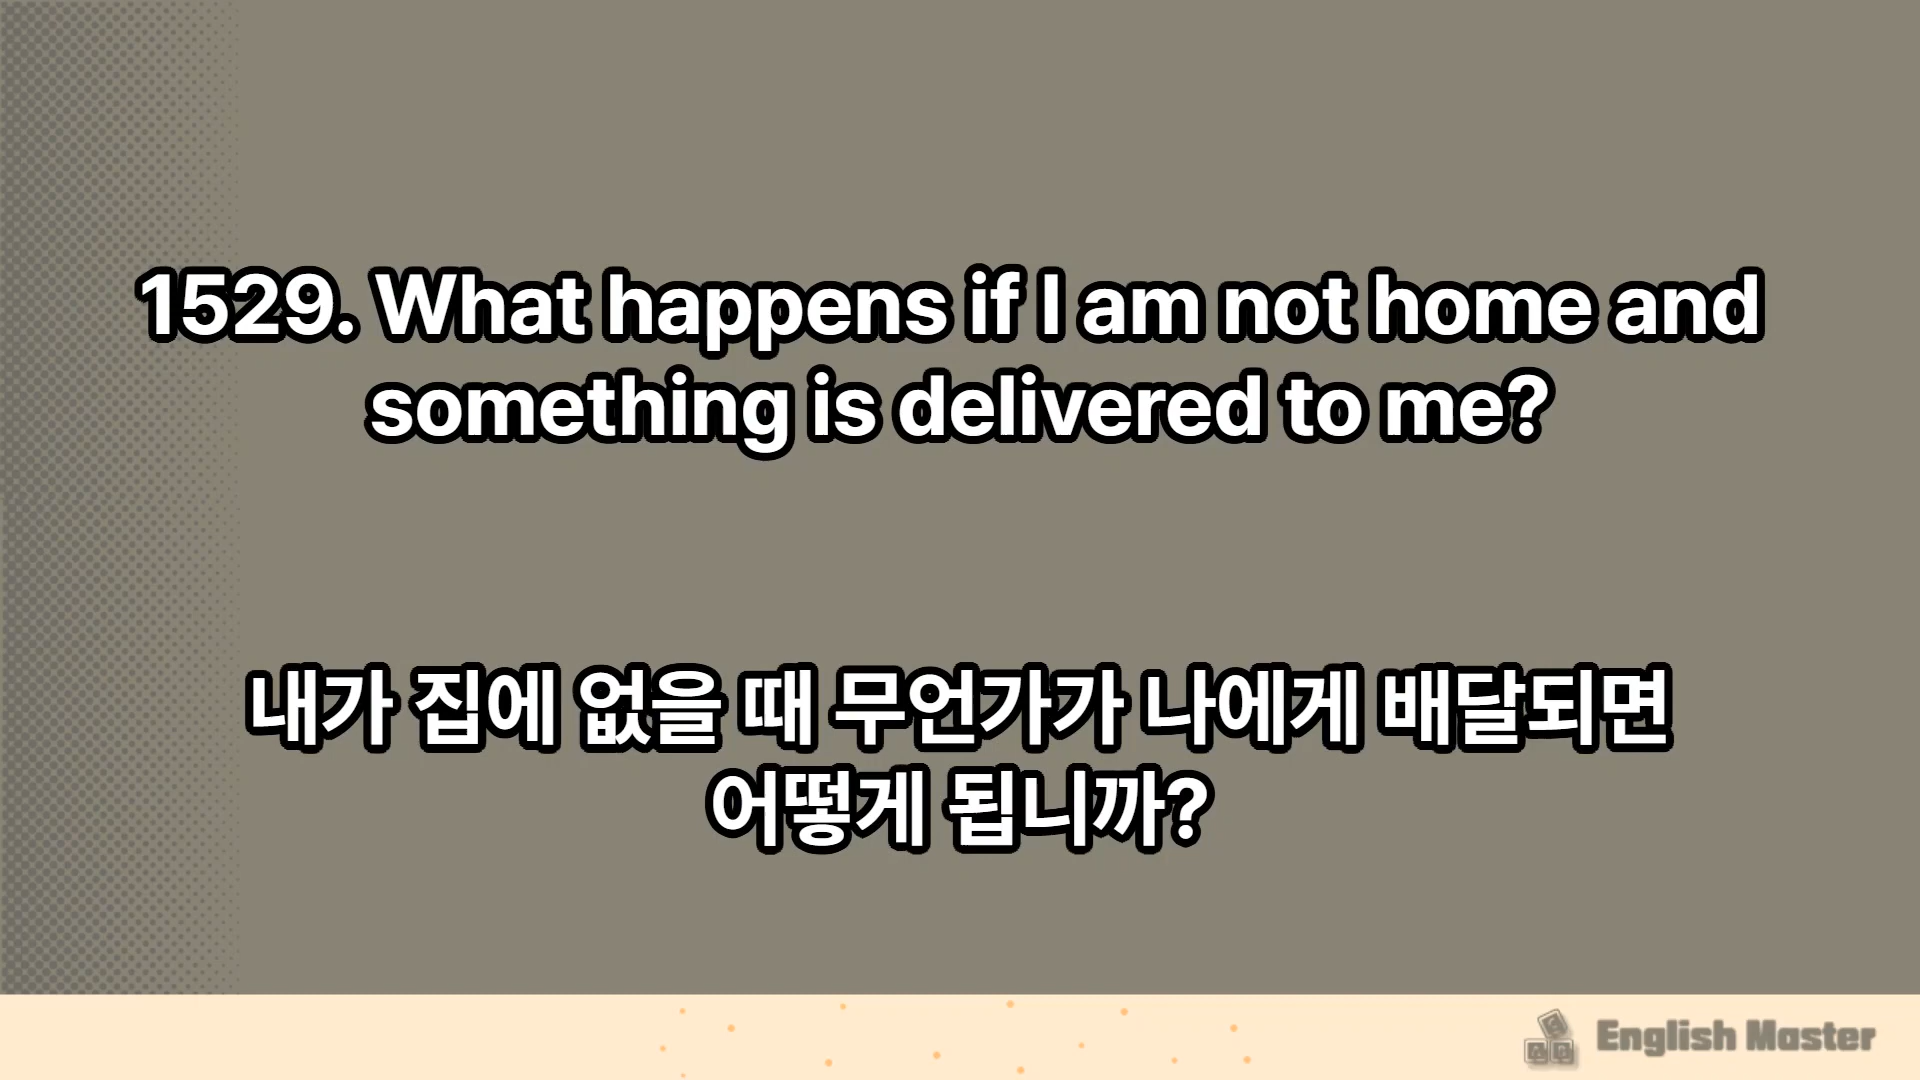 1529. What happens if I am not home and
something is delivered to me?
내가 집에 없을 때 무언가가 나에게 배달되면
어떻게 됩니까?
English Master